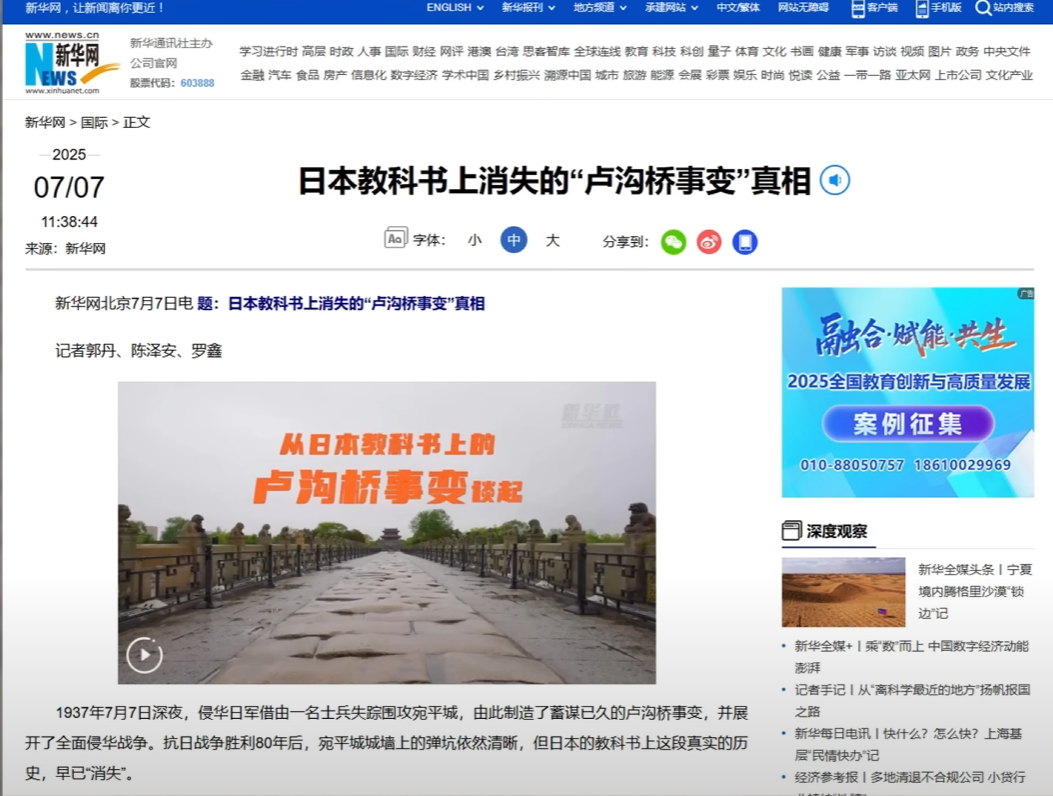 新华网，让新闻离你更近！
ENGLISH 新华报刊 地方频道 承建网站 中文/繁体 网站无障碍 客户端 手机版 站内搜索
www.news.cn
新华网
NEWS
www.xinhuanet.com
新华通讯社主办
公司官网
股票代码：603888
学习进行时 高层 时政 人事 国际 财经 网评 港澳 台湾 思客智库 全球连线 教育 科技 科创 量子 体育 文化 书画 健康 军事 访谈 视频 图片 政务 中央文件
金融 汽车 食品 房产 信息化 数字经济 学术中国 乡村振兴 溯源中国 城市 旅游 能源 会展 彩票 娱乐 时尚 悦读 公益 一带一路 亚太网 上市公司 文化产业
新华网 > 国际 > 正文
2025
07/07
11:38:44
来源：新华网
日本教科书上消失的“卢沟桥事变”真相
Aa 字体： 小 中 大 分享到：
新华网北京7月7日电 题：日本教科书上消失的“卢沟桥事变”真相
记者郭丹、陈泽安、罗鑫
新华社
XINHUA NEWS
从日本教科书上的
卢沟桥事变谈起
1937年7月7日深夜，侵华日军借由一名士兵失踪围攻宛平城，由此制造了蓄谋已久的卢沟桥事变，并展
开了全面侵华战争。抗日战争胜利80年后，宛平城城墙上的弹坑依然清晰，但日本的教科书上这段真实的历
史，早已“消失”。
广告
融合·赋能·共生
2025全国教育创新与高质量发展
案例征集
010-88050757 18610029969
深度观察
新华全媒头条丨宁夏
境内腾格里沙漠“锁
边”记
新华全媒+丨乘“数”而上 中国数字经济动能
澎湃
记者手记丨从“离科学最近的地方”扬帆报国
之路
新华每日电讯丨快什么？怎么快？上海基
层“民情快办”记
经济参考报丨多地清退不合规公司 小贷行